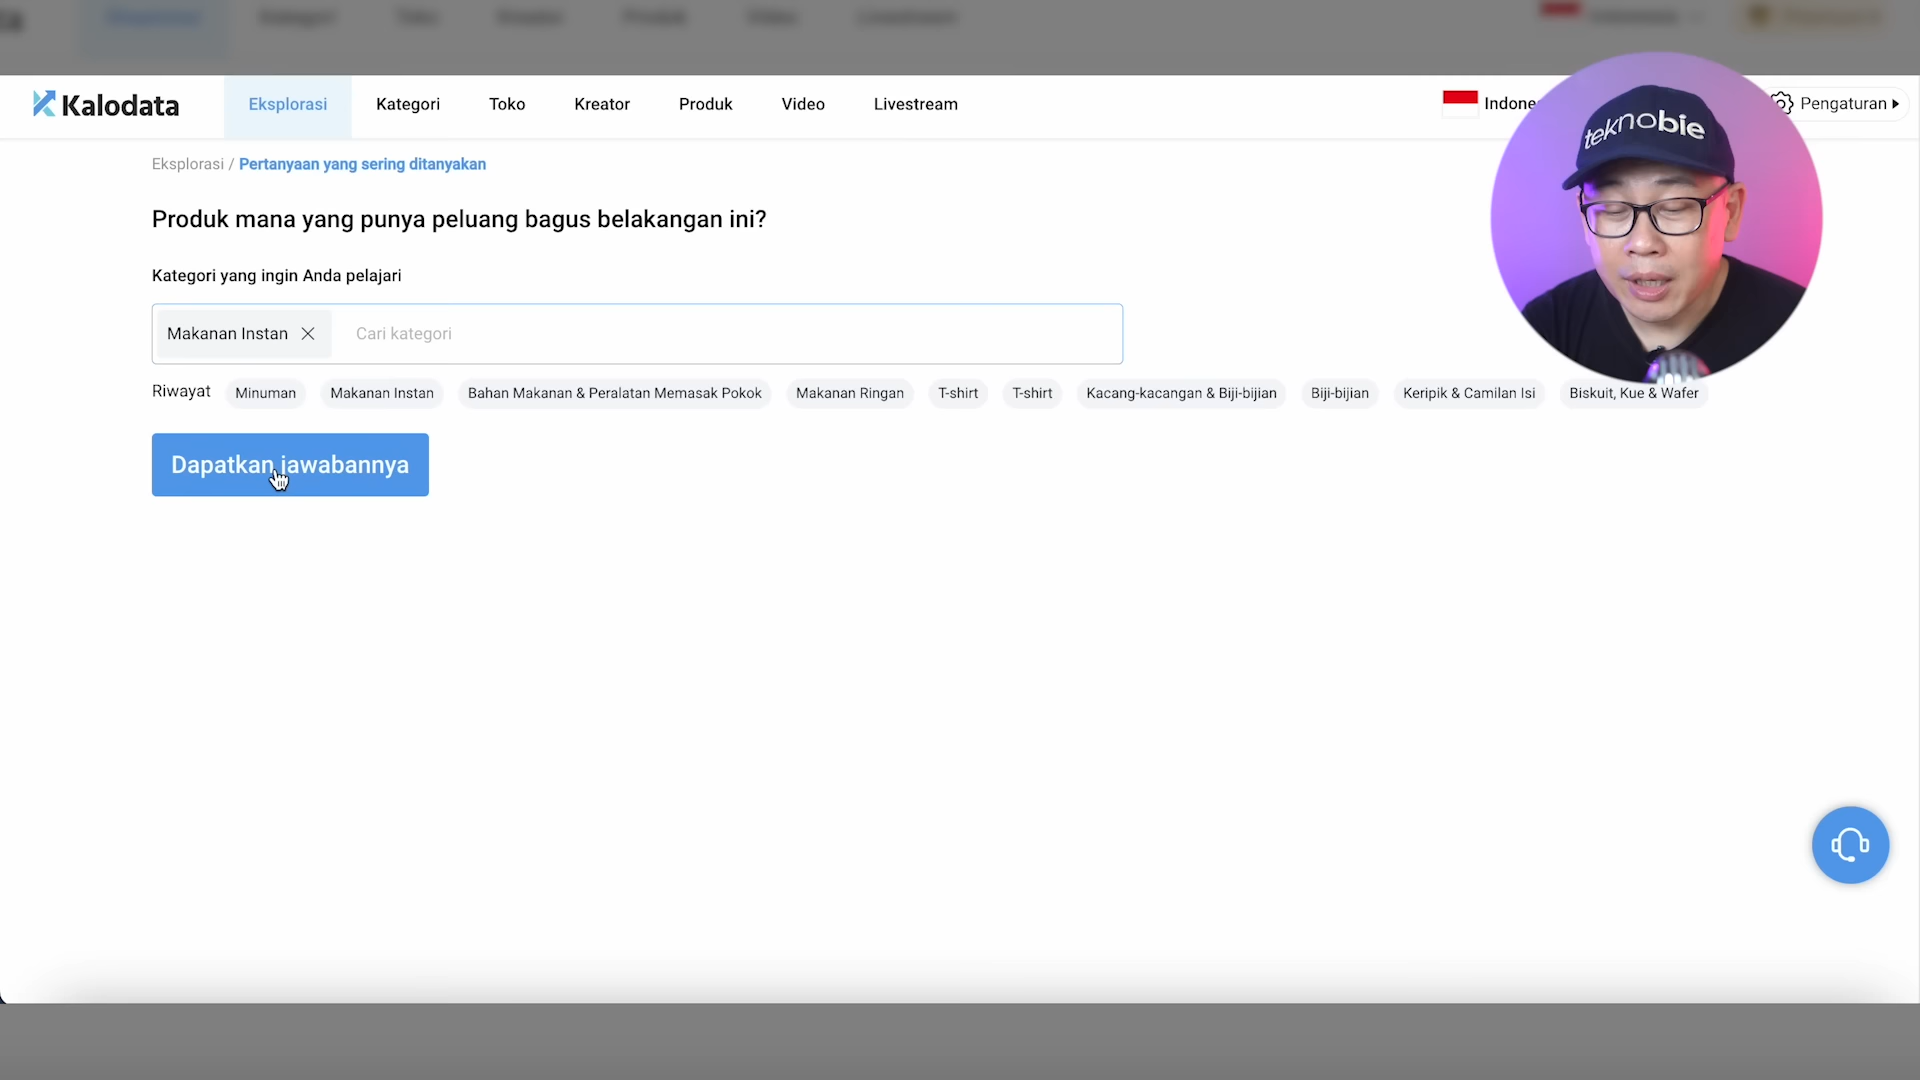 Kalodata
Eksplorasi
Kategori
Toko
Kreator
Produk
Video
Livestream
Indone
Pengaturan
teknobie
Eksplorasi / Pertanyaan yang sering ditanyakan
Produk mana yang punya peluang bagus belakangan ini?
Kategori yang ingin Anda pelajari
Makanan Instan
Cari kategori
Riwayat
Minuman
Makanan Instan
Bahan Makanan & Peralatan Memasak Pokok
Makanan Ringan
T-shirt
T-shirt
Kacang-kacangan & Biji-bijian
Biji-bijian
Keripik & Camilan Isi
Biskuit, Kue & Wafer
Dapatkan jawabannya